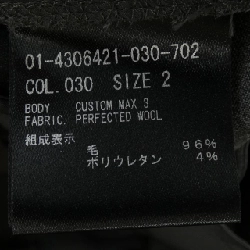 01-4306421-030-702
COL. 030 SIZE 2
BODY CUSTOM MAX 3
FABRIC. PERFECTED WOOL
組成表示
毛 96%
ポリウレタン 4%